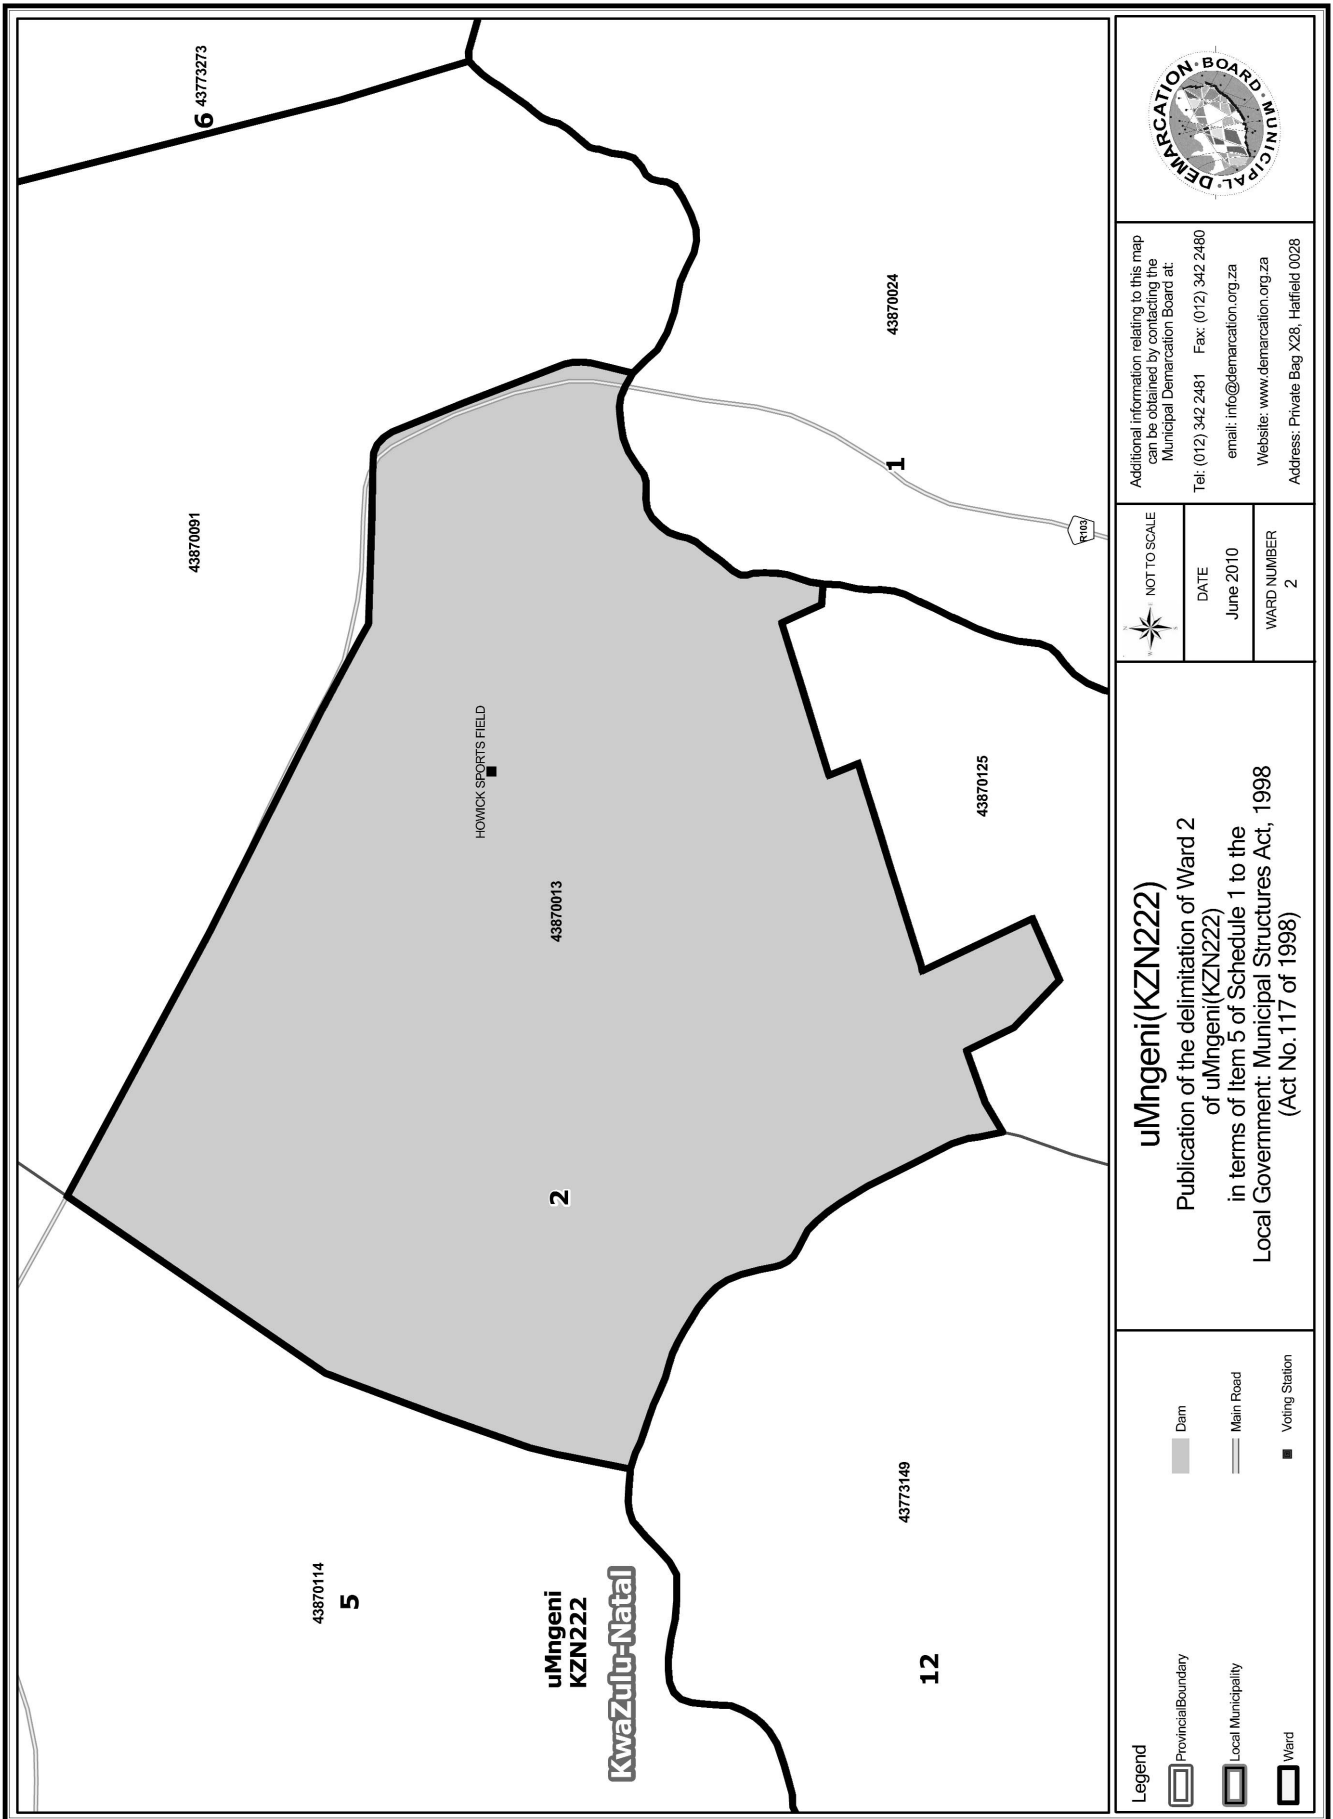 43870114
5
43870091
6
43773273
HOWICK SPORTS FIELD
43870013
2
uMngeni
KZN222
KwaZulu-Natal
43870024
1
R103
43870125
43773149
12
Legend
ProvincialBoundary
Local Municipality
Ward
Dam
Main Road
Voting Station
uMngeni(KZN222)
Publication of the delimitation of Ward 2
of uMngeni(KZN222)
in terms of Item 5 of Schedule 1 to the
Local Government: Municipal Structures Act, 1998
(Act No.117 of 1998)
NOT TO SCALE
DATE
June 2010
WARD NUMBER
2
Additional information relating to this map
can be obtained by contacting the
Municipal Demarcation Board at:
Tel: (012) 342 2481 Fax: (012) 342 2480
email: info@demarcation.org.za
Website: www.demarcation.org.za
Address: Private Bag X28, Hatfield 0028
MUNICIPAL • DEMARCATION • BOARD •